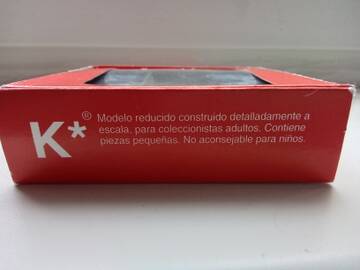 K*®
Modelo reducido construido detalladamente a
escala, para coleccionistas adultos. Contiene
piezas pequeñas. No aconsejable para niños.